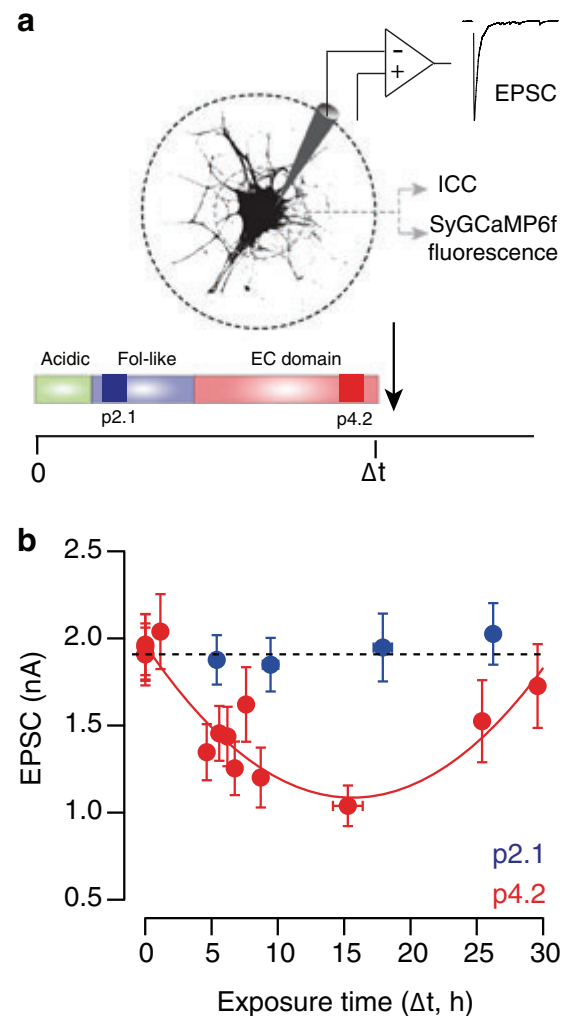 a
-
+
EPSC
ICC
SyGCaMP6f
fluorescence
Acidic Fol-like EC domain
p2.1 p4.2
0 Δt
b
2.5
2.0
1.5
1.0
0.5
EPSC (nA)
p2.1
p4.2
0 5 10 15 20 25 30
Exposure time (Δt, h)